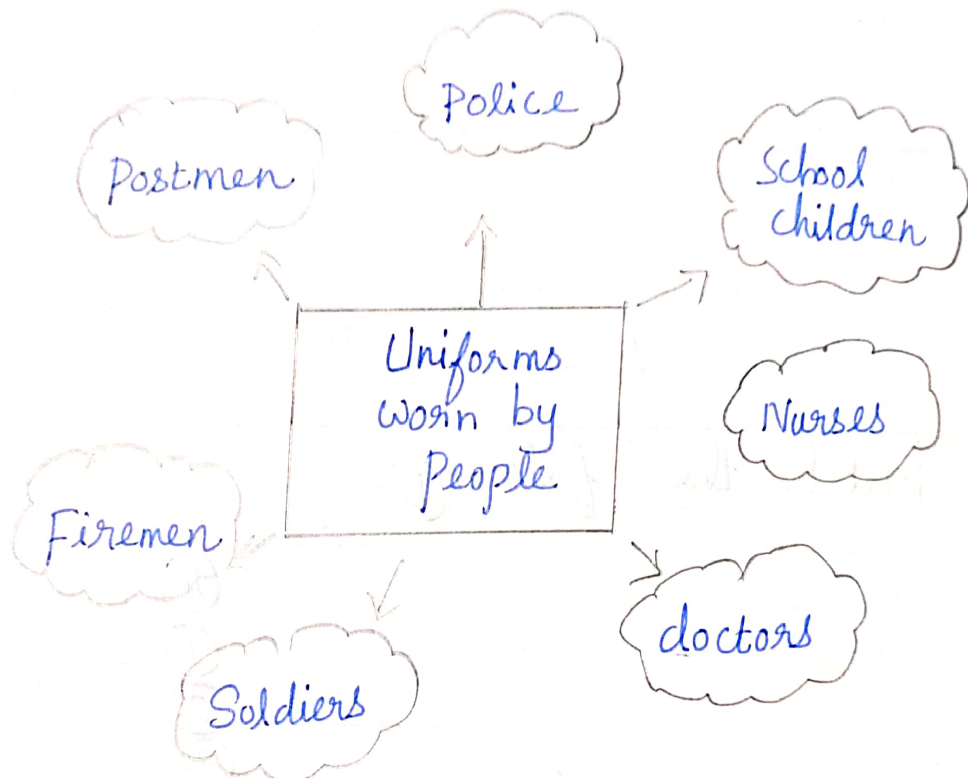 Police
Postmen
School
children
Uniforms
worn by
People
Nurses
Firemen
doctors
Soldiers